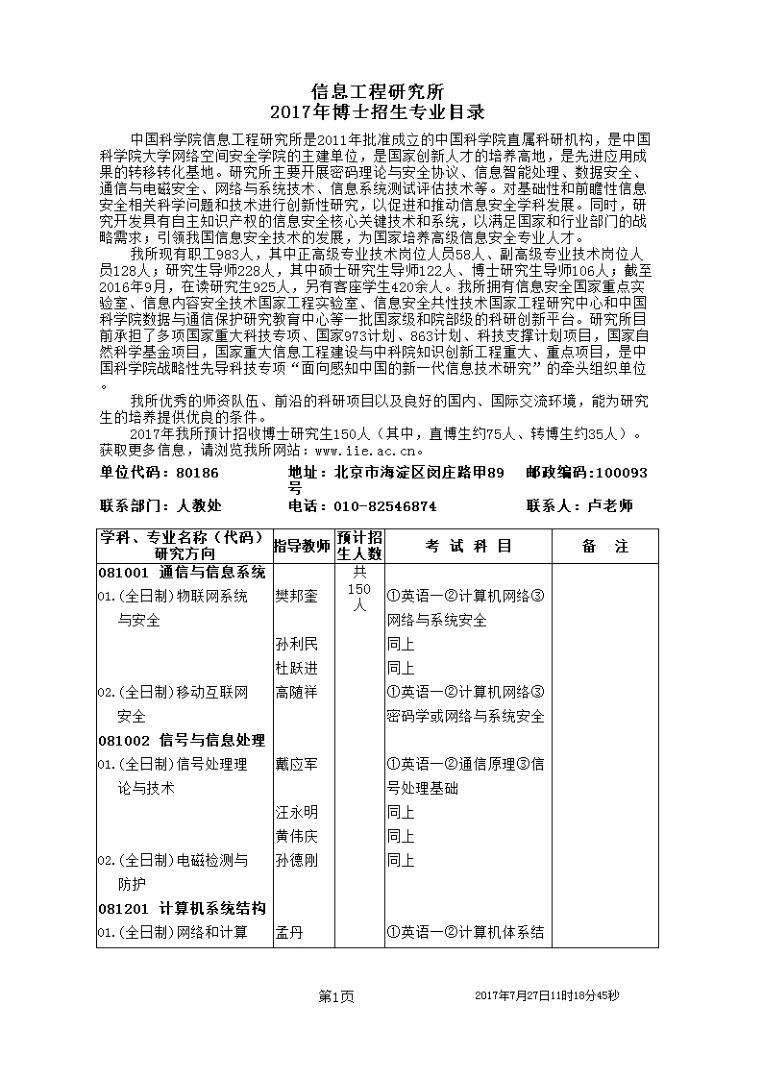 信息工程研究所
2017年博士招生专业目录
中国科学院信息工程研究所是2011年批准成立的中国科学院直属科研机构，是中国
科学院大学网络空间安全学院的主建单位，是国家创新人才的培养高地，是先进应用成
果的转移转化基地。研究所主要开展密码理论与安全协议、信息智能处理、数据安全、
通信与电磁安全、网络与系统技术、信息系统测试评估技术等。对基础性和前瞻性信息
安全相关科学问题和技术进行创新性研究，以促进和推动信息安全学科发展。同时，研
究开发具有自主知识产权的信息安全核心关键技术和系统，以满足国家和行业部门的战
略需求；引领我国信息安全技术的发展，为国家培养高级信息安全专业人才。
我所现有职工983人，其中正高级专业技术岗位人员58人、副高级专业技术岗位人
员128人；研究生导师228人，其中硕士研究生导师122人、博士研究生导师106人；截至
2016年9月，在读研究生925人，另有客座学生420余人。我所拥有信息安全国家重点实
验室、信息内容安全技术国家工程实验室、信息安全共性技术国家工程研究中心和中国
科学院数据与通信保护研究教育中心等一批国家级和院部级的科研创新平台。研究所目
前承担了多项国家重大科技专项、国家973计划、863计划、科技支撑计划项目，国家自
然科学基金项目，国家重大信息工程建设与中科院知识创新工程重大、重点项目，是中
国科学院战略性先导科技专项“面向感知中国的新一代信息技术研究”的牵头组织单位
。
我所优秀的师资队伍、前沿的科研项目以及良好的国内、国际交流环境，能为研究
生的培养提供优良的条件。
2017年我所预计招收博士研究生150人（其中，直博生约75人、转博生约35人）。
获取更多信息，请浏览我所网站：www.iie.ac.cn。
单位代码：80186 地址：北京市海淀区闵庄路甲89 邮政编码:100093
号
联系部门：人教处 电话：010-82546874 联系人：卢老师
学科、专业名称（代码） 指导教师 预计招 考 试 科 目 备 注
研究方向 生人数
081001 通信与信息系统 共
01.(全日制)物联网系统 樊邦奎 150 ①英语一②计算机网络③
与安全 人 网络与系统安全
孙利民 同上
杜跃进 同上
02.(全日制)移动互联网 高随祥 ①英语一②计算机网络③
安全 密码学或网络与系统安全
081002 信号与信息处理
01.(全日制)信号处理理 戴应军 ①英语一②通信原理③信
论与技术 号处理基础
汪永明 同上
黄伟庆 同上
02.(全日制)电磁检测与 孙德刚 同上
防护
081201 计算机系统结构
01.(全日制)网络和计算 孟丹 ①英语一②计算机体系结
第1页 2017年7月27日11时18分45秒